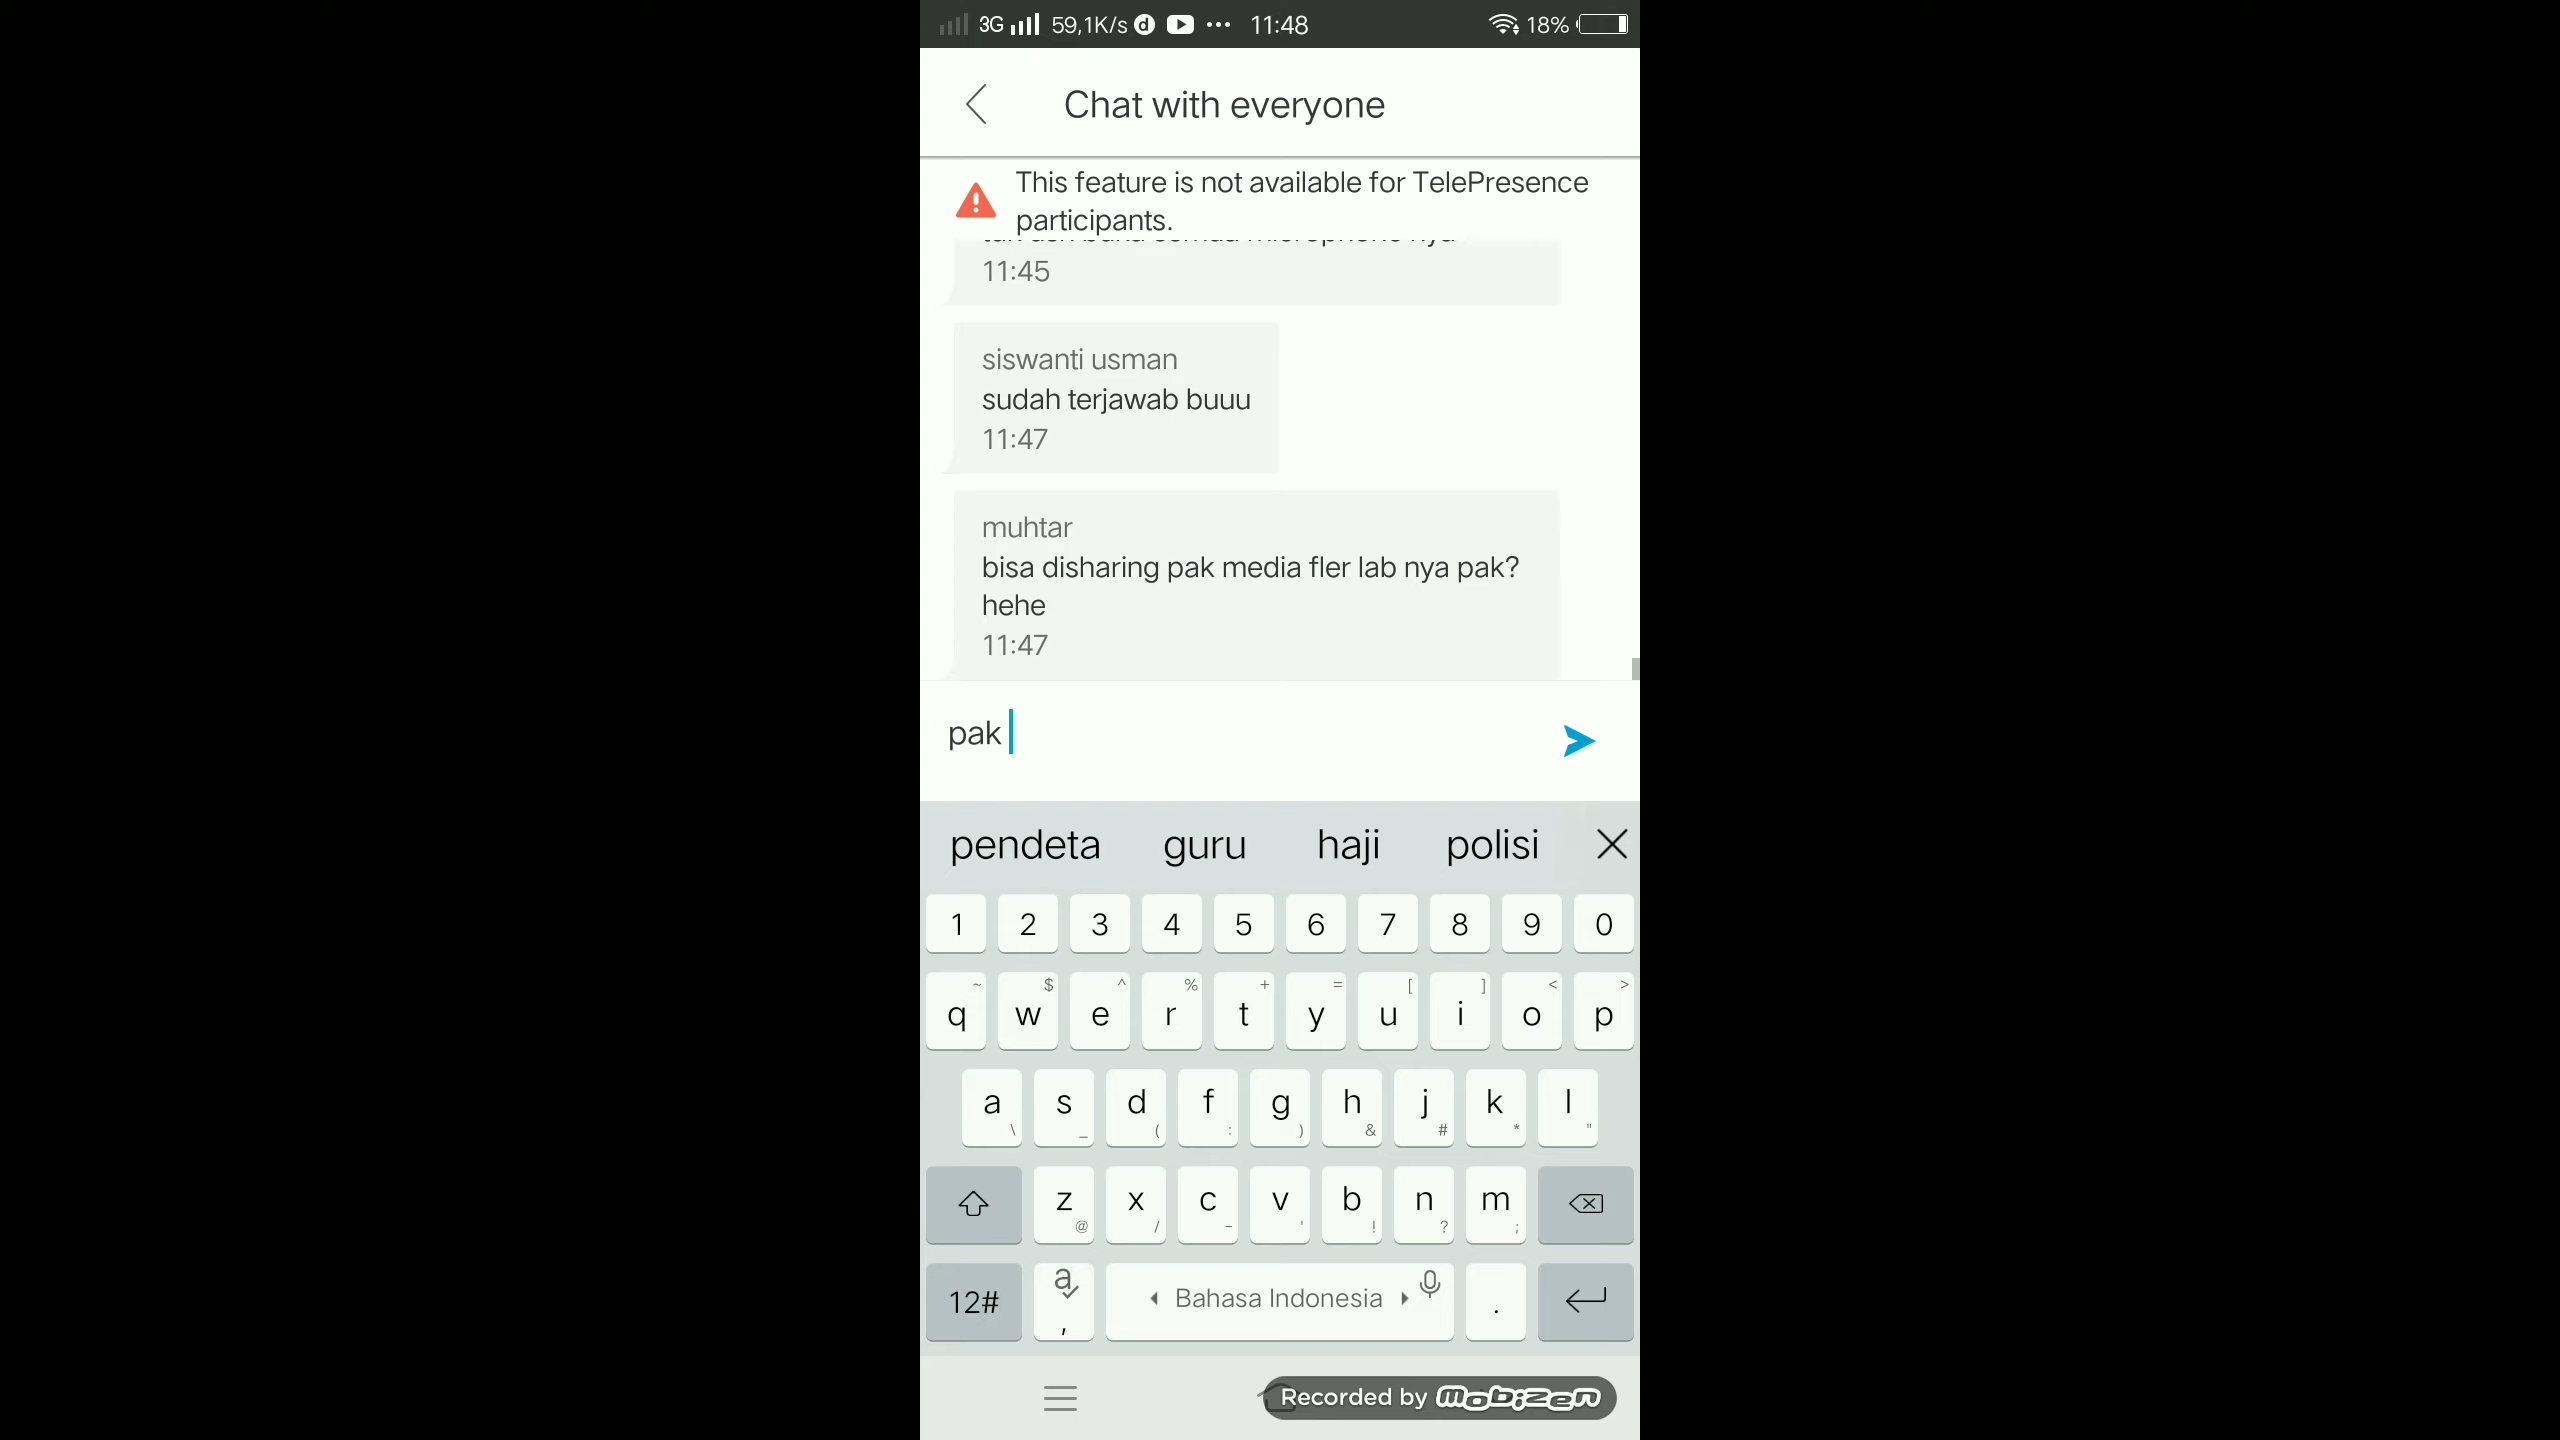 3G 59,1K/s 11:48 18%
Chat with everyone
This feature is not available for TelePresence
participants.
11:45
siswanti usman
sudah terjawab buuu
11:47
muhtar
bisa disharing pak media fler lab nya pak?
hehe
11:47
pak
pendeta guru haji polisi
1 2 3 4 5 6 7 8 9 0
~ $ ^ % + = [ ] < >
q w e r t y u i o p
a s d f g h j k l
\ _ ( : ) & # * "
z x c v b n m
@ / - ' ! ? ;
12# a , Bahasa Indonesia .
Recorded by mobizen